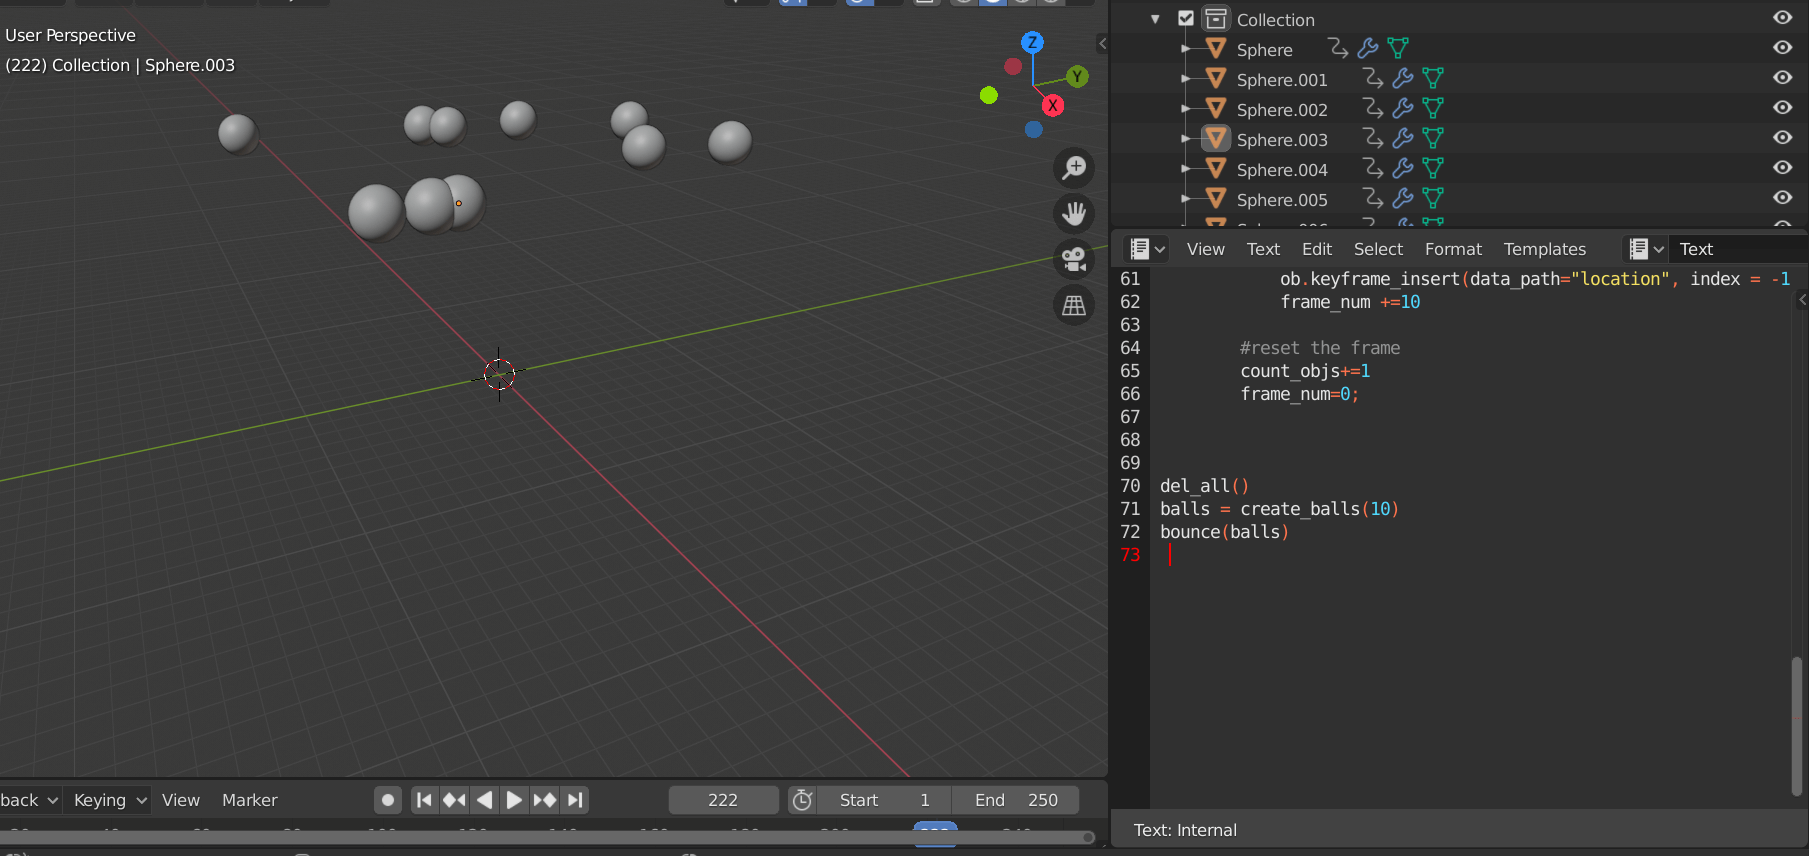 User Perspective
(222) Collection | Sphere.003
Z
Y
X
Collection
Sphere
Sphere.001
Sphere.002
Sphere.003
Sphere.004
Sphere.005
View Text Edit Select Format Templates Text
61 ob.keyframe_insert(data_path="location", index = -1
62 frame_num +=10
63
64 #reset the frame
65 count_objs+=1
66 frame_num=0;
67
68
69
70 del_all()
71 balls = create_balls(10)
72 bounce(balls)
73
Text: Internal
back Keying View Marker 222 Start 1 End 250